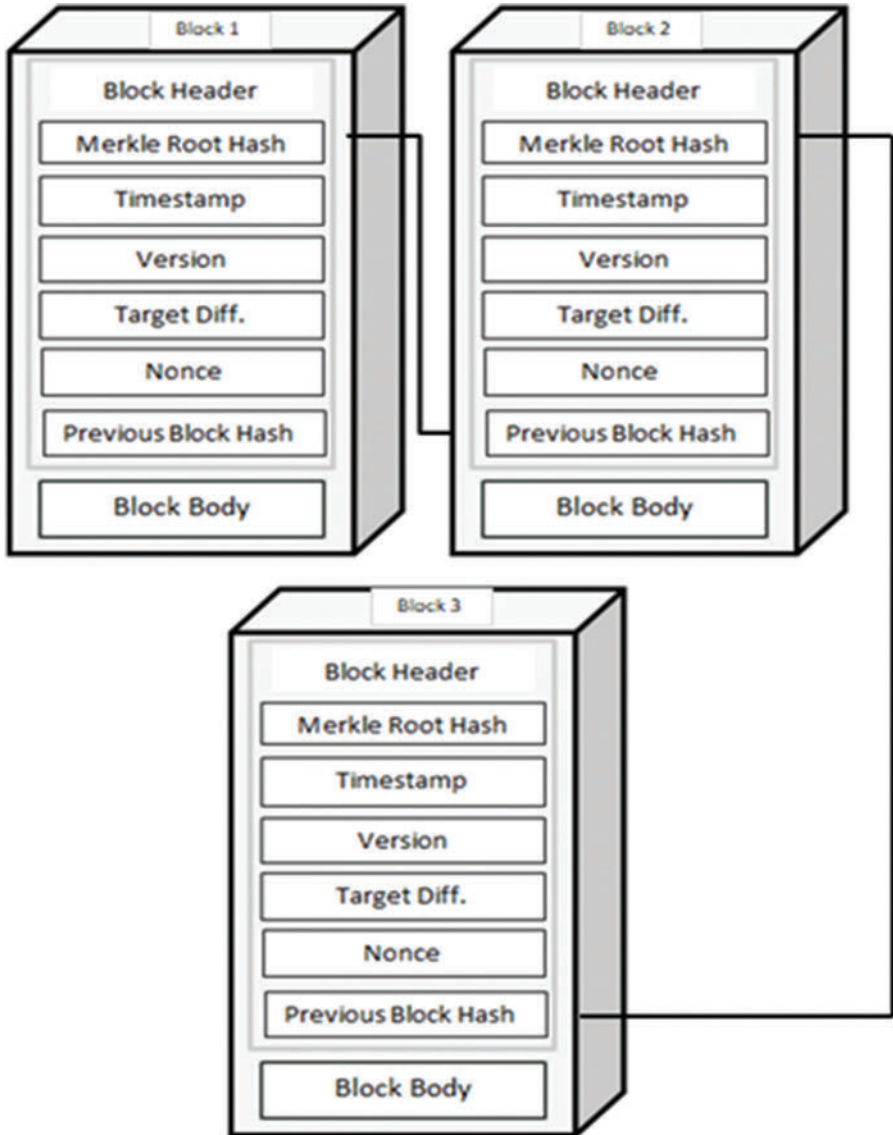 Block 1
Block Header
Merkle Root Hash
Timestamp
Version
Target Diff.
Nonce
Previous Block Hash
Block Body
Block 2
Block Header
Merkle Root Hash
Timestamp
Version
Target Diff.
Nonce
Previous Block Hash
Block Body
Block 3
Block Header
Merkle Root Hash
Timestamp
Version
Target Diff.
Nonce
Previous Block Hash
Block Body